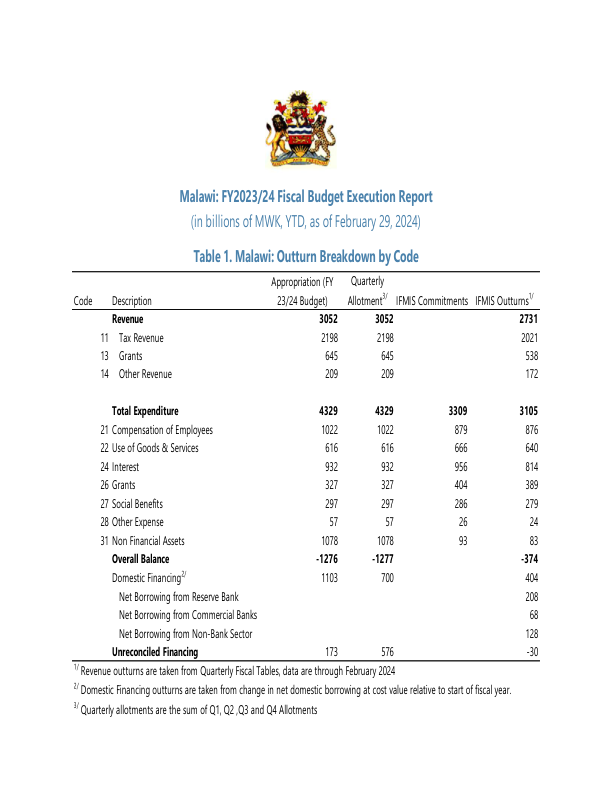 Malawi: FY2023/24 Fiscal Budget Execution Report
(in billions of MWK, YTD, as of February 29, 2024)
Table 1. Malawi: Outturn Breakdown by Code
Code Description Appropriation (FY 23/24 Budget) Quarterly Allotment3/ IFMIS Commitments IFMIS Outturns1/
Revenue 3052 3052 2731
11 Tax Revenue 2198 2198 2021
13 Grants 645 645 538
14 Other Revenue 209 209 172
Total Expenditure 4329 4329 3309 3105
21 Compensation of Employees 1022 1022 879 876
22 Use of Goods & Services 616 616 666 640
24 Interest 932 932 956 814
26 Grants 327 327 404 389
27 Social Benefits 297 297 286 279
28 Other Expense 57 57 26 24
31 Non Financial Assets 1078 1078 93 83
Overall Balance -1276 -1277 -374
Domestic Financing2/ 1103 700 404
Net Borrowing from Reserve Bank 208
Net Borrowing from Commercial Banks 68
Net Borrowing from Non-Bank Sector 128
Unreconciled Financing 173 576 -30
1/ Revenue outturns are taken from Quarterly Fiscal Tables, data are through February 2024
2/ Domestic Financing outturns are taken from change in net domestic borrowing at cost value relative to start of fiscal year.
3/ Quarterly allotments are the sum of Q1, Q2 ,Q3 and Q4 Allotments